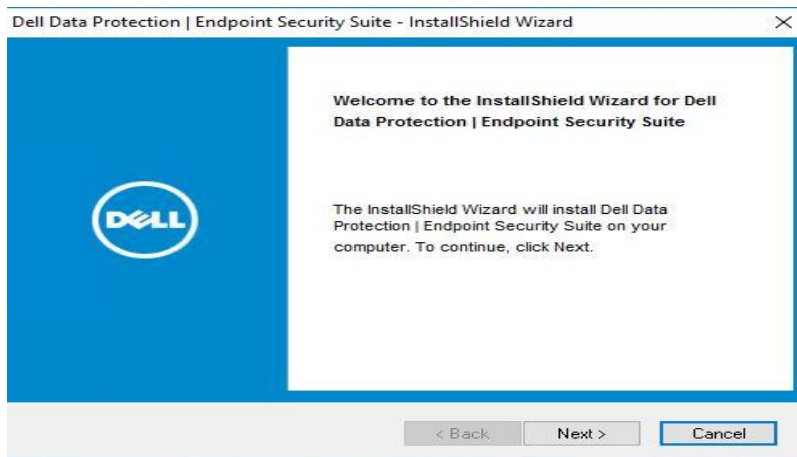 Dell Data Protection | Endpoint Security Suite - InstallShield Wizard
Welcome to the InstallShield Wizard for Dell
Data Protection | Endpoint Security Suite
DELL
The InstallShield Wizard will install Dell Data
Protection | Endpoint Security Suite on your
computer. To continue, click Next.
< Back
Next >
Cancel